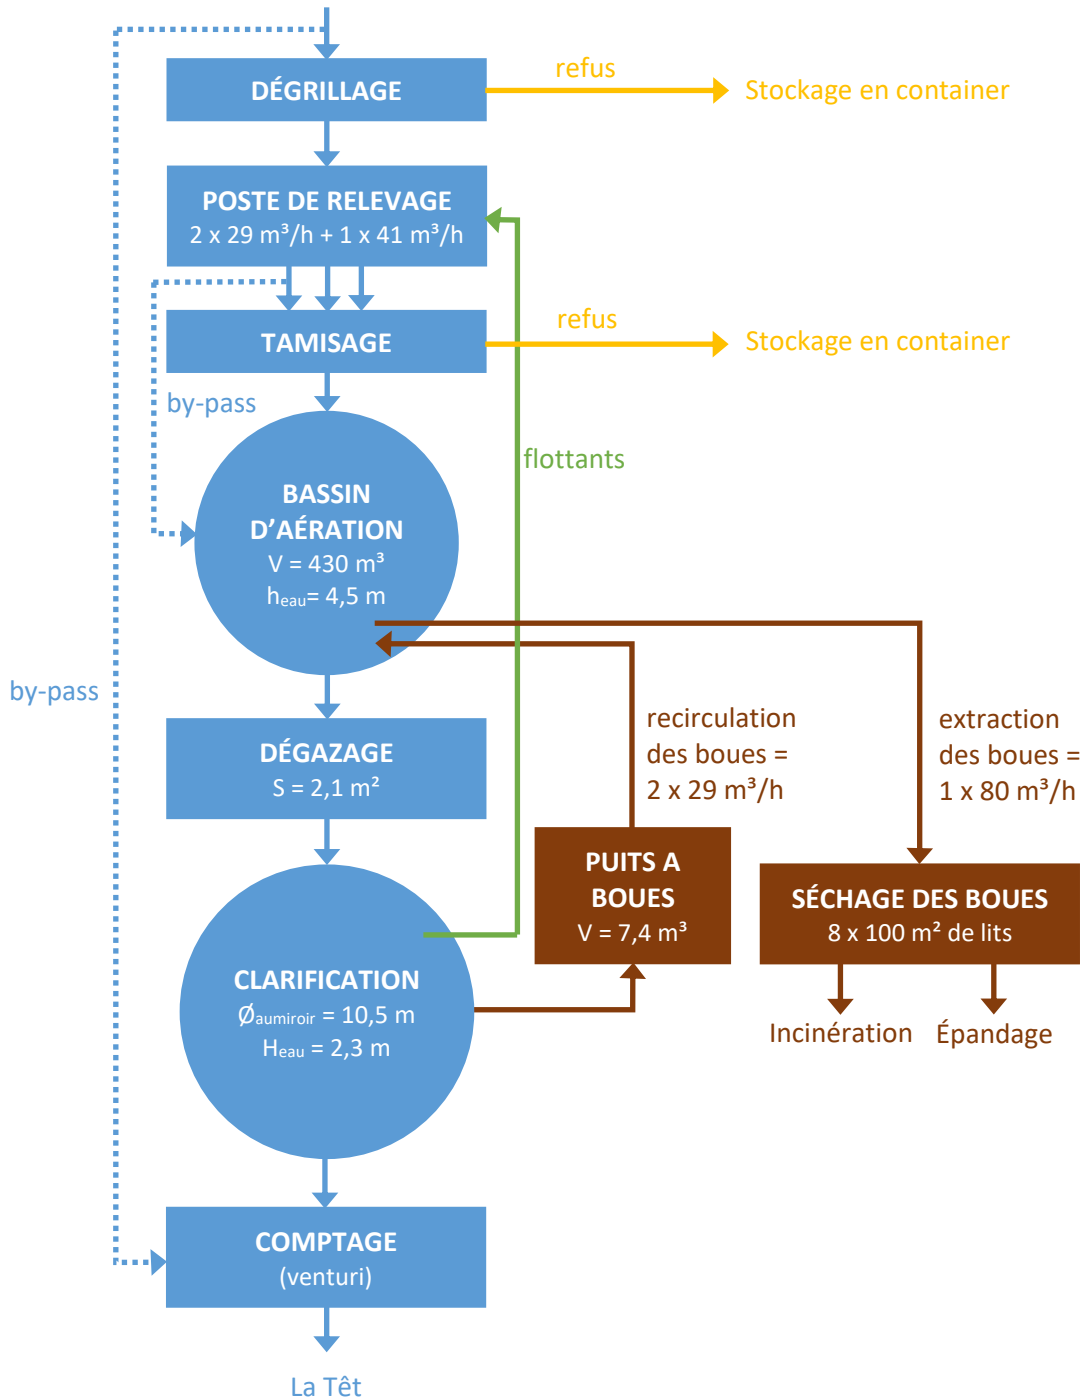 DÉGRILLAGE
refus
Stockage en container
POSTE DE RELEVAGE
2 x 29 m³/h + 1 x 41 m³/h
TAMISAGE
refus
Stockage en container
by-pass
flottants
BASSIN
D’AÉRATION
V = 430 m³
heau= 4,5 m
by-pass
DÉGAZAGE
S = 2,1 m²
recirculation
des boues =
2 x 29 m³/h
extraction
des boues =
1 x 80 m³/h
PUITS A
BOUES
V = 7,4 m³
SÉCHAGE DES BOUES
8 x 100 m² de lits
CLARIFICATION
Øaumiroir = 10,5 m
Heau = 2,3 m
Incinération
Épandage
COMPTAGE
(venturi)
La Têt